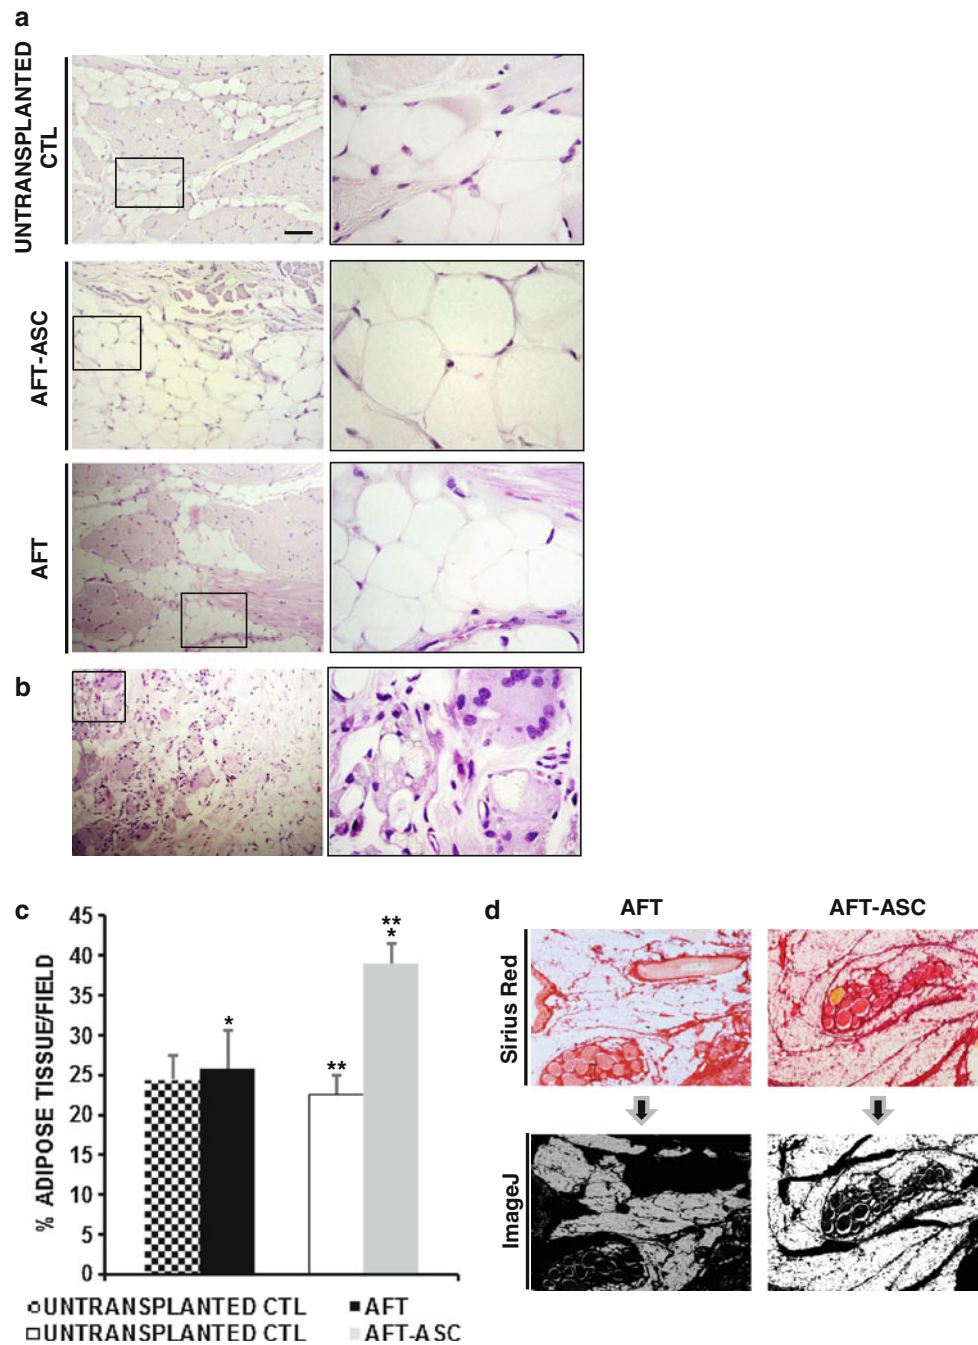 a
UNTRANSPLANTED
CTL
AFT-ASC
AFT
b
c
% ADIPOSE TISSUE/FIELD
45
40
35
30
25
20
15
10
5
0
*
**
**
*
UNTRANSPLANTED CTL
AFT
UNTRANSPLANTED CTL
AFT-ASC
d
AFT
AFT-ASC
Sirius Red
ImageJ